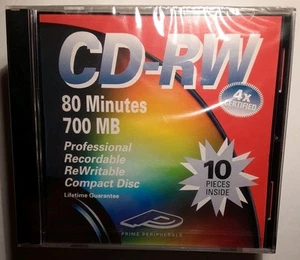 CD-RW
4x
CERTIFIED
80 Minutes
700 MB
Professional
Recordable
ReWritable
Compact Disc
Lifetime Guarantee
10
PIECES
INSIDE
PRIME PERIPHERALS